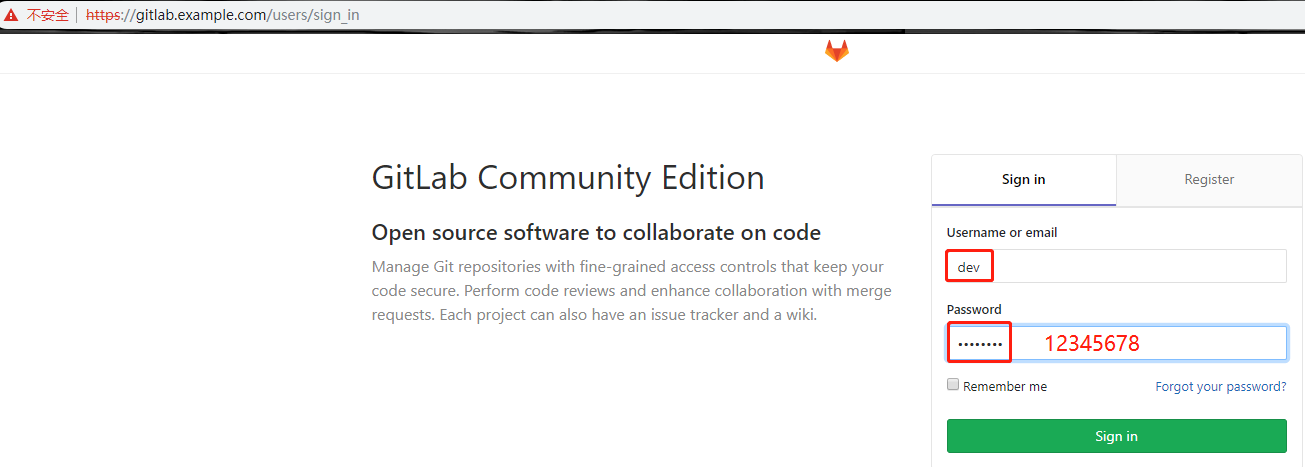 不安全 https://gitlab.example.com/users/sign_in
GitLab Community Edition
Open source software to collaborate on code
Manage Git repositories with fine-grained access controls that keep your
code secure. Perform code reviews and enhance collaboration with merge
requests. Each project can also have an issue tracker and a wiki.
Sign in Register
Username or email
dev
Password
•••••••• 12345678
Remember me Forgot your password?
Sign in